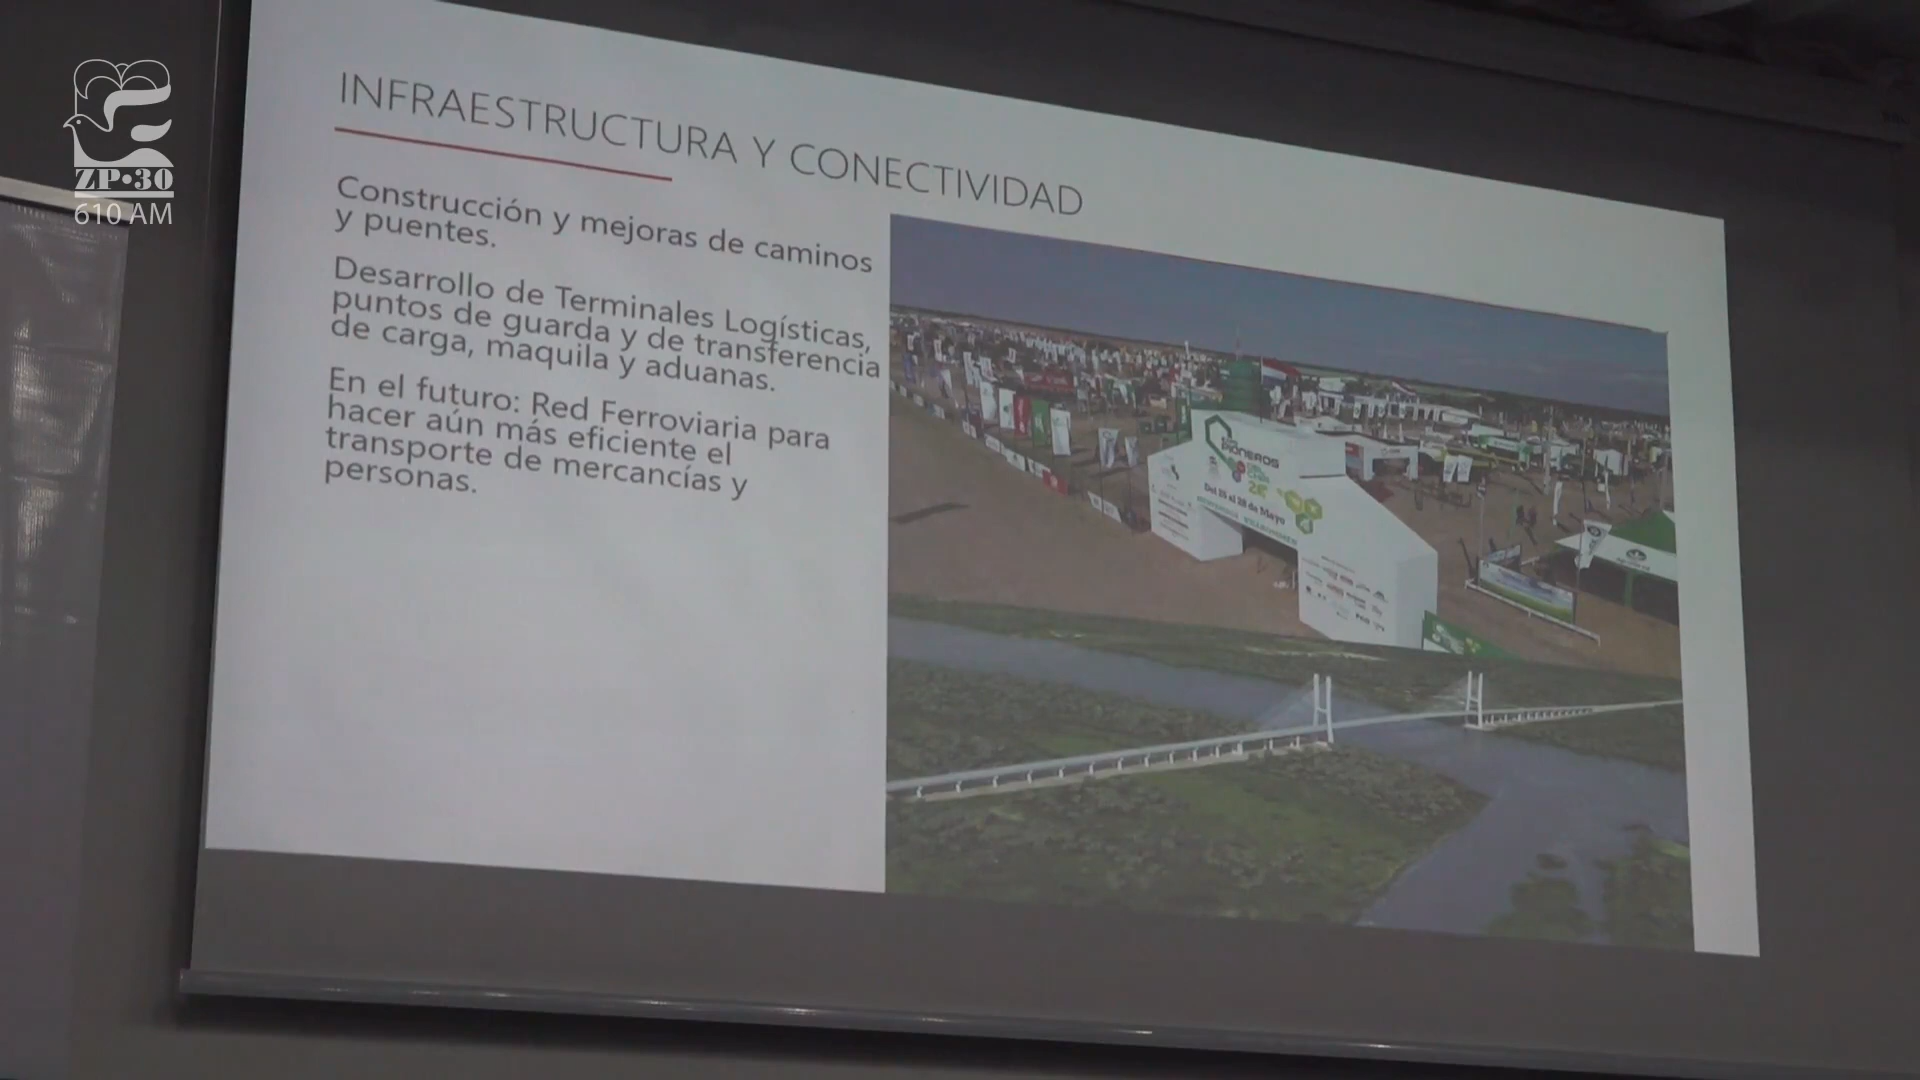 ZP•30
610 AM
INFRAESTRUCTURA Y CONECTIVIDAD
Construcción y mejoras de caminos
y puentes.
Desarrollo de Terminales Logísticas,
puntos de guarda y de transferencia
de carga, maquila y aduanas.
En el futuro: Red Ferroviaria para
hacer aún más eficiente el
transporte de mercancías y
personas.
PIONEROS
Del 25 al 28 de Mayo